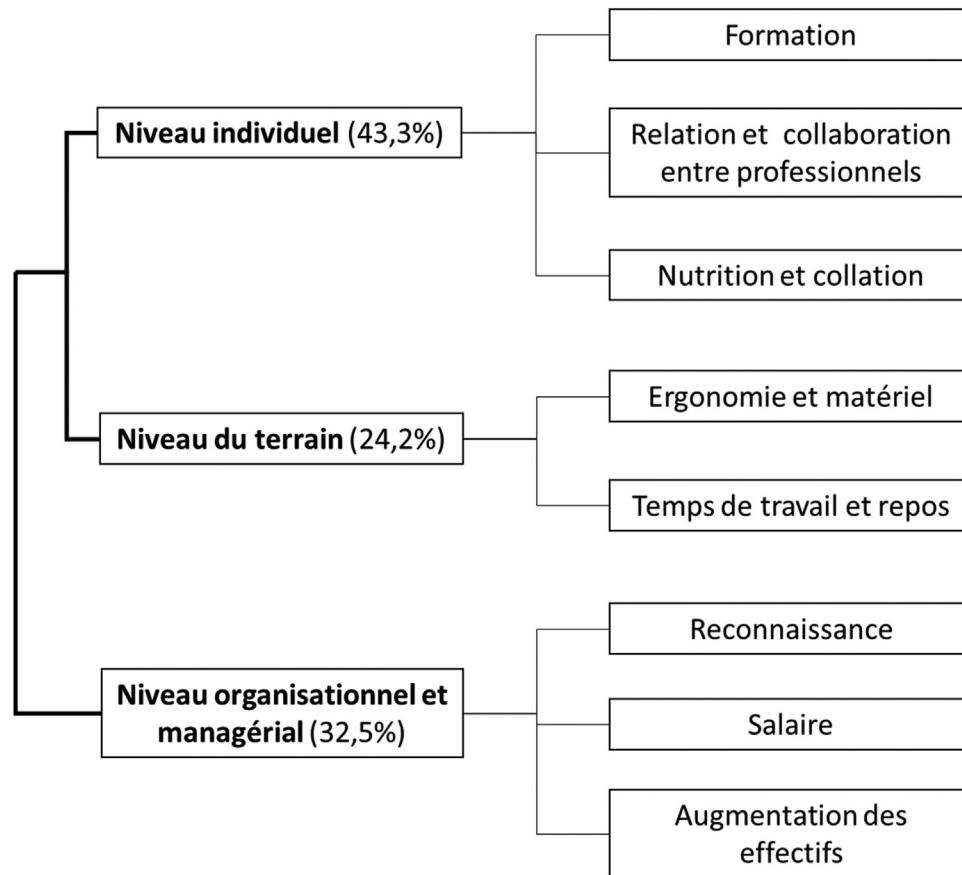 Niveau individuel (43,3%)
Formation
Relation et collaboration
entre professionnels
Nutrition et collation
Niveau du terrain (24,2%)
Ergonomie et matériel
Temps de travail et repos
Niveau organisationnel et
managérial (32,5%)
Reconnaissance
Salaire
Augmentation des
effectifs